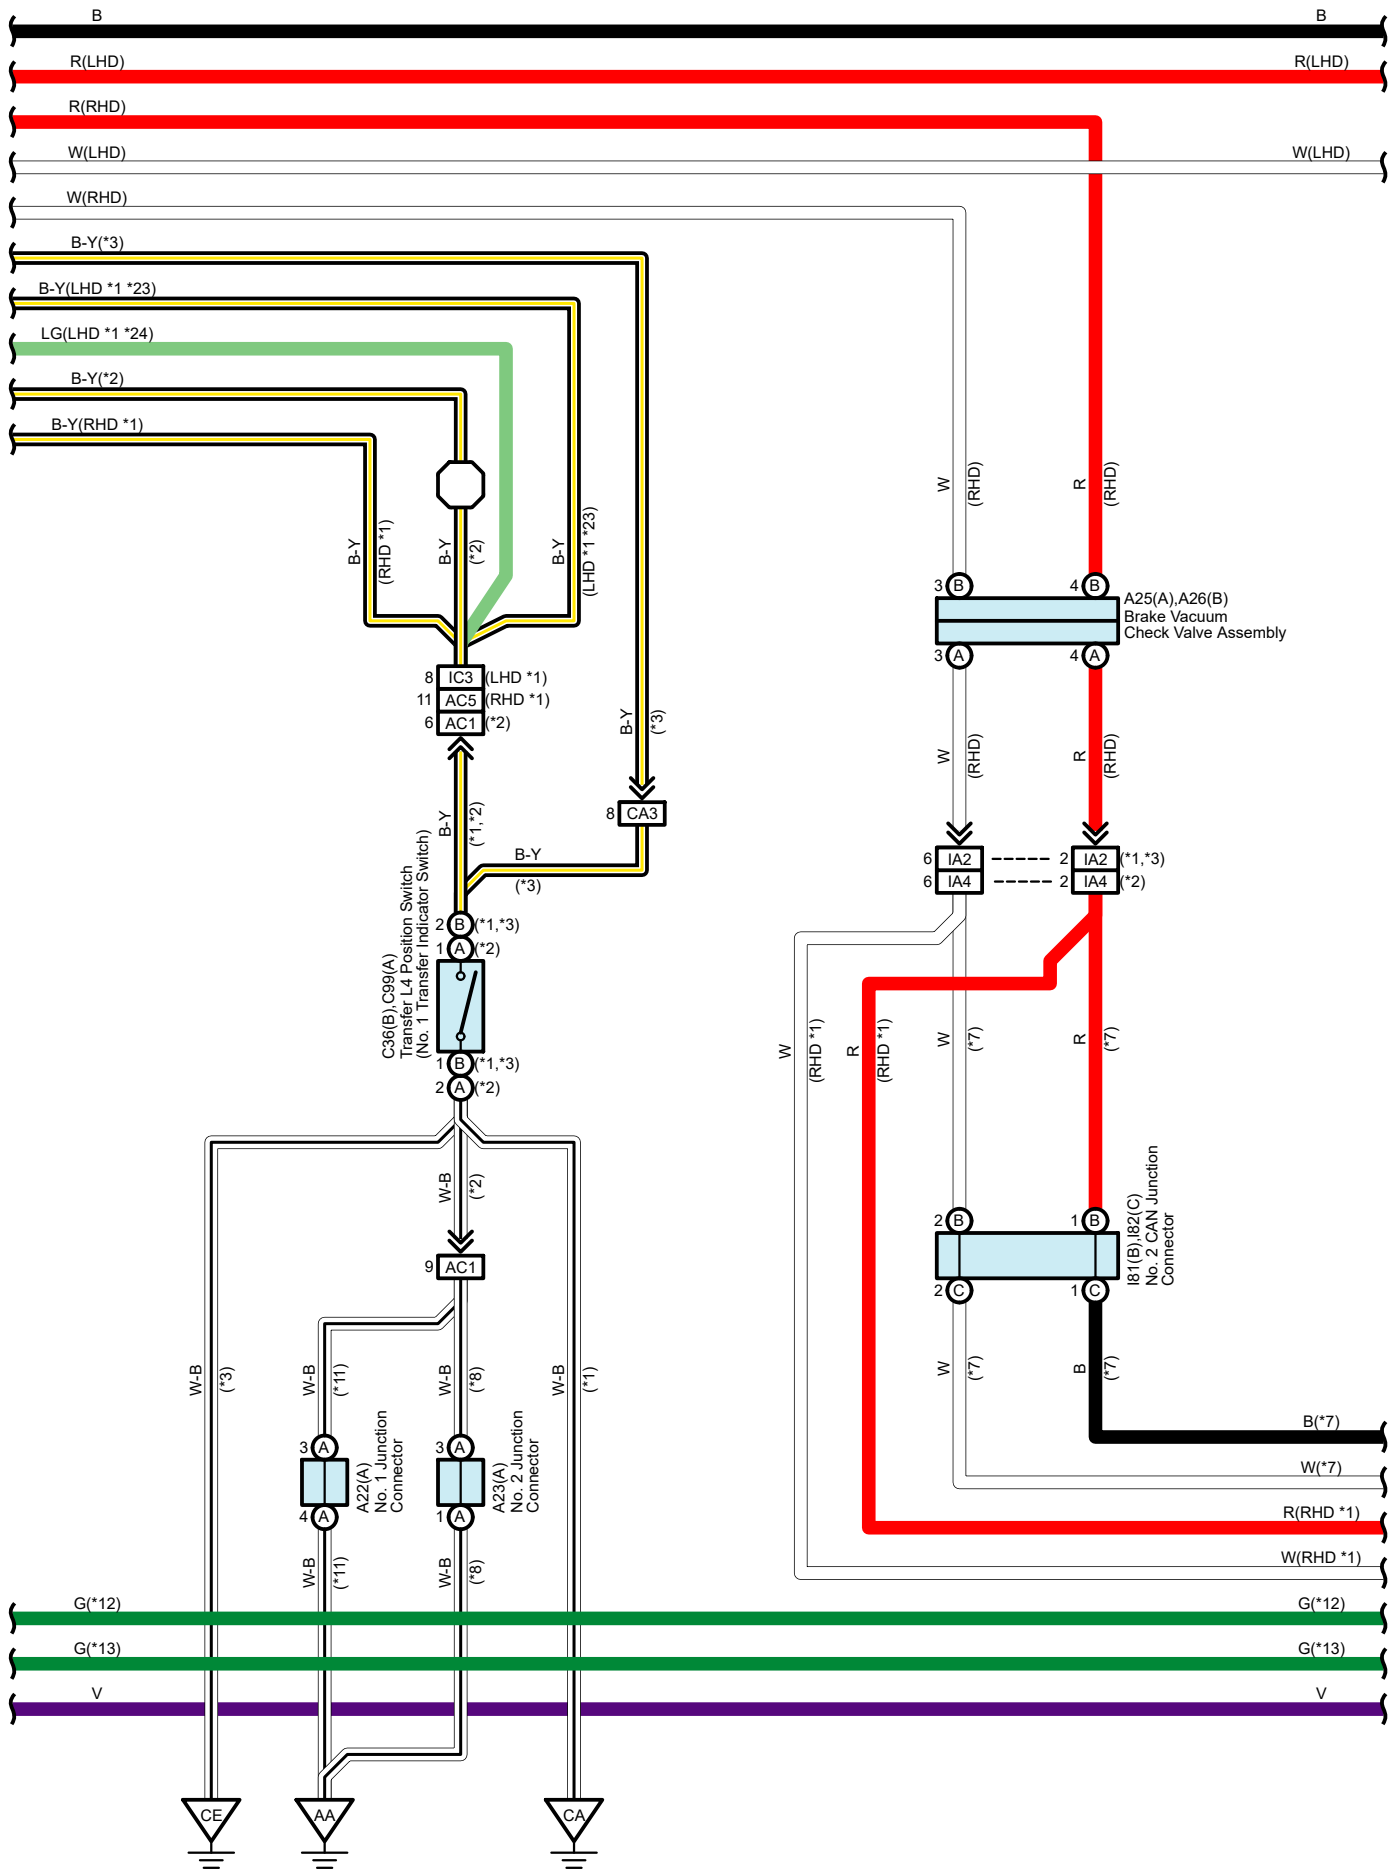 B B
R(LHD) R(LHD)
R(RHD)
W(LHD) W(LHD)
W(RHD)
B-Y(*3)
B-Y(LHD *1 *23)
LG(LHD *1 *24)
B-Y(*2)
B-Y(RHD *1)
B-Y
(RHD *1)
B-Y
(*2)
B-Y
(LHD *1 *23)
W
(RHD)
R
(RHD)
3 B 4 B
A25(A),A26(B)
Brake Vacuum
Check Valve Assembly
3 A 4 A
8 IC3 (LHD *1)
11 AC5 (RHD *1)
6 AC1 (*2)
B-Y
(*3)
W
(RHD)
R
(RHD)
8 CA3
B-Y
(*1,*2)
B-Y
(*3)
6 IA2 2 IA2 (*1,*3)
6 IA4 2 IA4 (*2)
2 B (*1,*3)
1 A (*2)
C36(B),C99(A)
Transfer L4 Position Switch
(No. 1 Transfer Indicator Switch)
1 B (*1,*3)
2 A (*2)
W
(RHD *1)
R
(RHD *1)
W
(*7)
R
(*7)
W-B
(*2)
2 B 1 B
I81(B),I82(C)
No. 2 CAN Junction
Connector
9 AC1
2 C 1 C
W-B
(*3)
W-B
(*11)
W-B
(*8)
W-B
(*1)
W
(*7)
B
(*7)
B(*7)
3 A
A22(A)
No. 1 Junction
Connector
4 A
3 A
A23(A)
No. 2 Junction
Connector
1 A
W(*7)
R(RHD *1)
W(RHD *1)
W-B
(*11)
W-B
(*8)
G(*12) G(*12)
G(*13) G(*13)
V V
CE AA CA